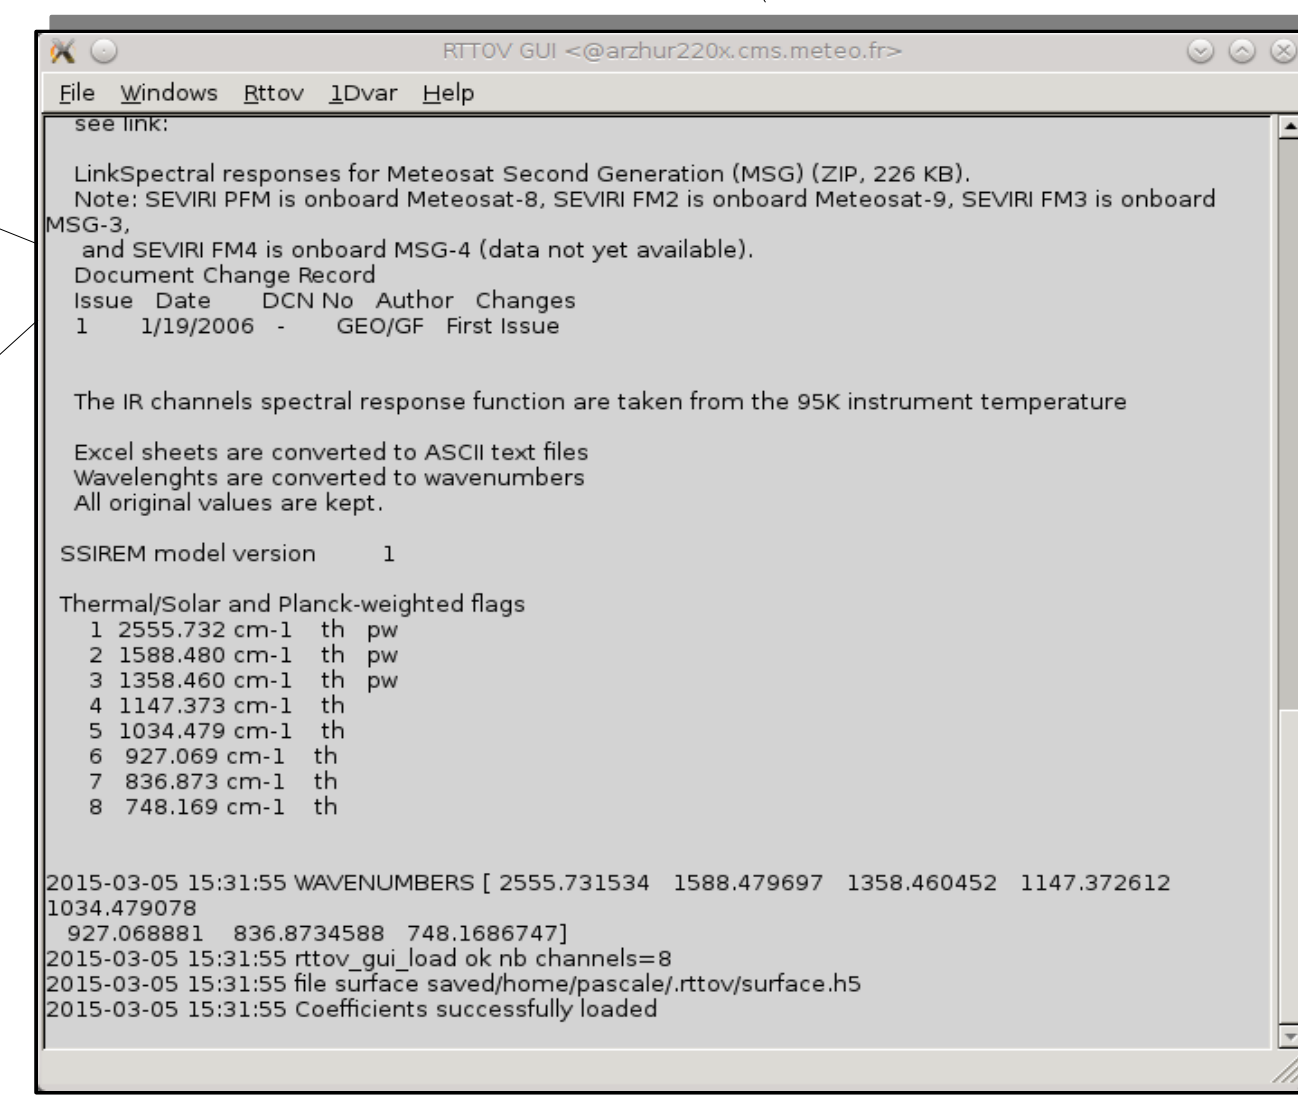 RTTOV GUI <@arzhur220x.cms.meteo.fr>
File Windows Rttov 1Dvar Help
see link:
LinkSpectral responses for Meteosat Second Generation (MSG) (ZIP, 226 KB).
Note: SEVIRI PFM is onboard Meteosat-8, SEVIRI FM2 is onboard Meteosat-9, SEVIRI FM3 is onboard
MSG-3,
and SEVIRI FM4 is onboard MSG-4 (data not yet available).
Document Change Record
Issue Date DCN No Author Changes
1 1/19/2006 - GEO/GF First Issue
The IR channels spectral response function are taken from the 95K instrument temperature
Excel sheets are converted to ASCII text files
Wavelenghts are converted to wavenumbers
All original values are kept.
SSIREM model version 1
Thermal/Solar and Planck-weighted flags
1 2555.732 cm-1 th pw
2 1588.480 cm-1 th pw
3 1358.460 cm-1 th pw
4 1147.373 cm-1 th
5 1034.479 cm-1 th
6 927.069 cm-1 th
7 836.873 cm-1 th
8 748.169 cm-1 th
2015-03-05 15:31:55 WAVENUMBERS [ 2555.731534 1588.479697 1358.460452 1147.372612
1034.479078
927.068881 836.8734588 748.1686747]
2015-03-05 15:31:55 rttov_gui_load ok nb channels=8
2015-03-05 15:31:55 file surface saved/home/pascale/.rttov/surface.h5
2015-03-05 15:31:55 Coefficients successfully loaded